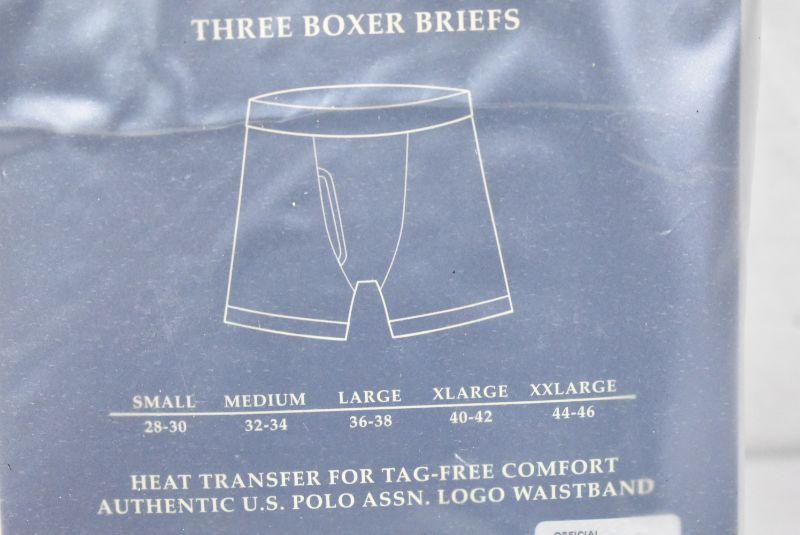 THREE BOXER BRIEFS
SMALL MEDIUM LARGE XLARGE XXLARGE
28-30 32-34 36-38 40-42 44-46
HEAT TRANSFER FOR TAG-FREE COMFORT
AUTHENTIC U.S. POLO ASSN. LOGO WAISTBAND
OFFICIAL